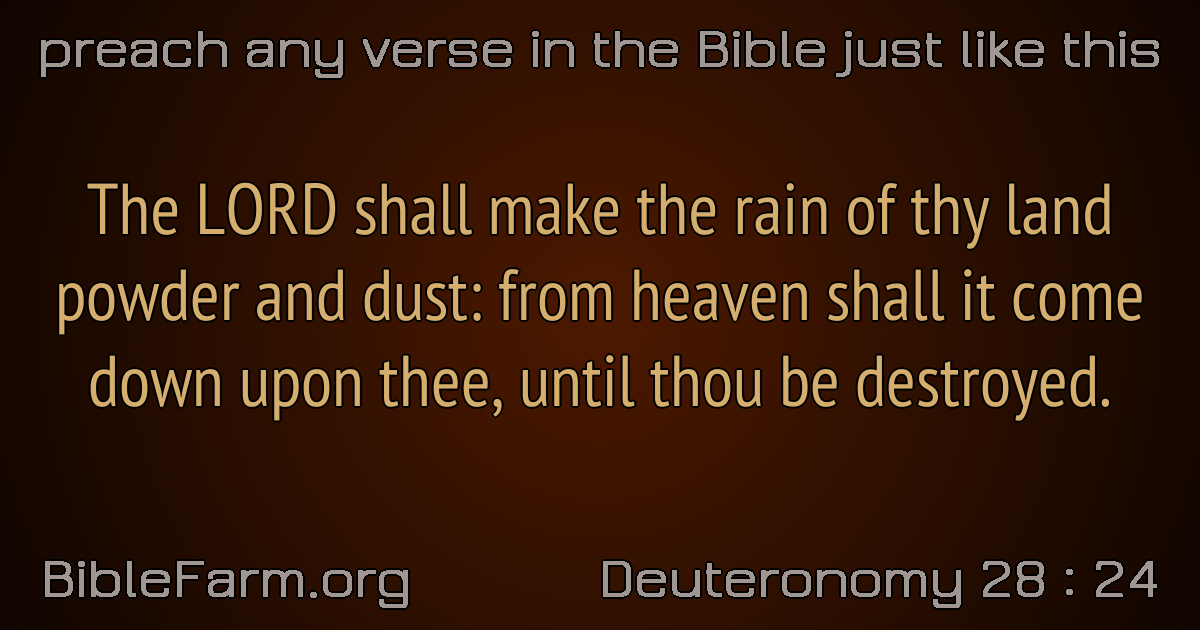 preach any verse in the Bible just like this
The LORD shall make the rain of thy land
powder and dust: from heaven shall it come
down upon thee, until thou be destroyed.
BibleFarm.org
Deuteronomy 28 : 24